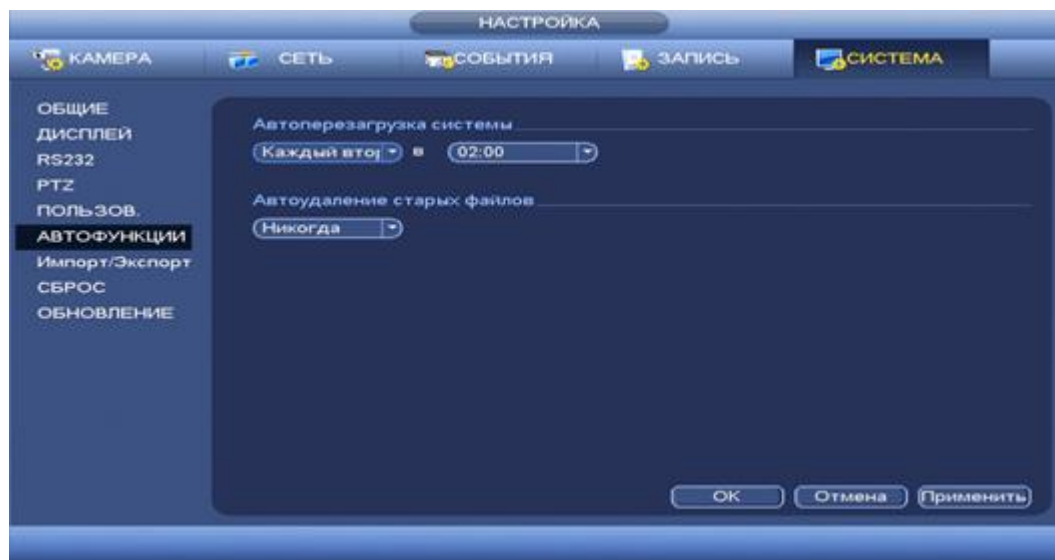 НАСТРОЙКА
КАМЕРА СЕТЬ СОБЫТИЯ ЗАПИСЬ СИСТЕМА
ОБЩИЕ
ДИСПЛЕЙ
RS232
PTZ
ПОЛЬЗОВ.
АВТОФУНКЦИИ
Импорт/Экспорт
СБРОС
ОБНОВЛЕНИЕ
Автоперезагрузка системы
Каждый втор в 02:00
Автоудаление старых файлов
Никогда
ОК Отмена Применить